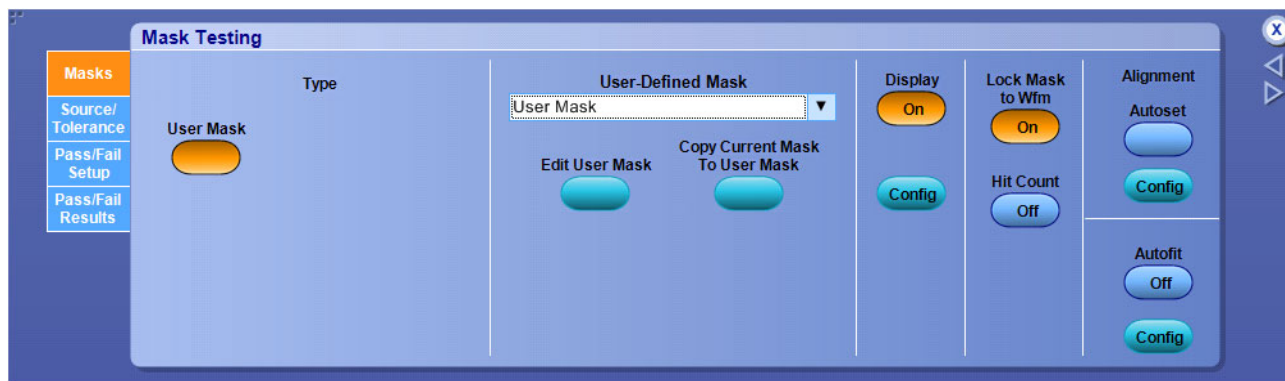 Mask Testing
X
Masks
Source/
Tolerance
Pass/Fail
Setup
Pass/Fail
Results
Type
User Mask
User-Defined Mask
User Mask
Edit User Mask
Copy Current Mask
To User Mask
Display
On
Config
Lock Mask
to Wfm
On
Hit Count
Off
Alignment
Autoset
Config
Autofit
Off
Config